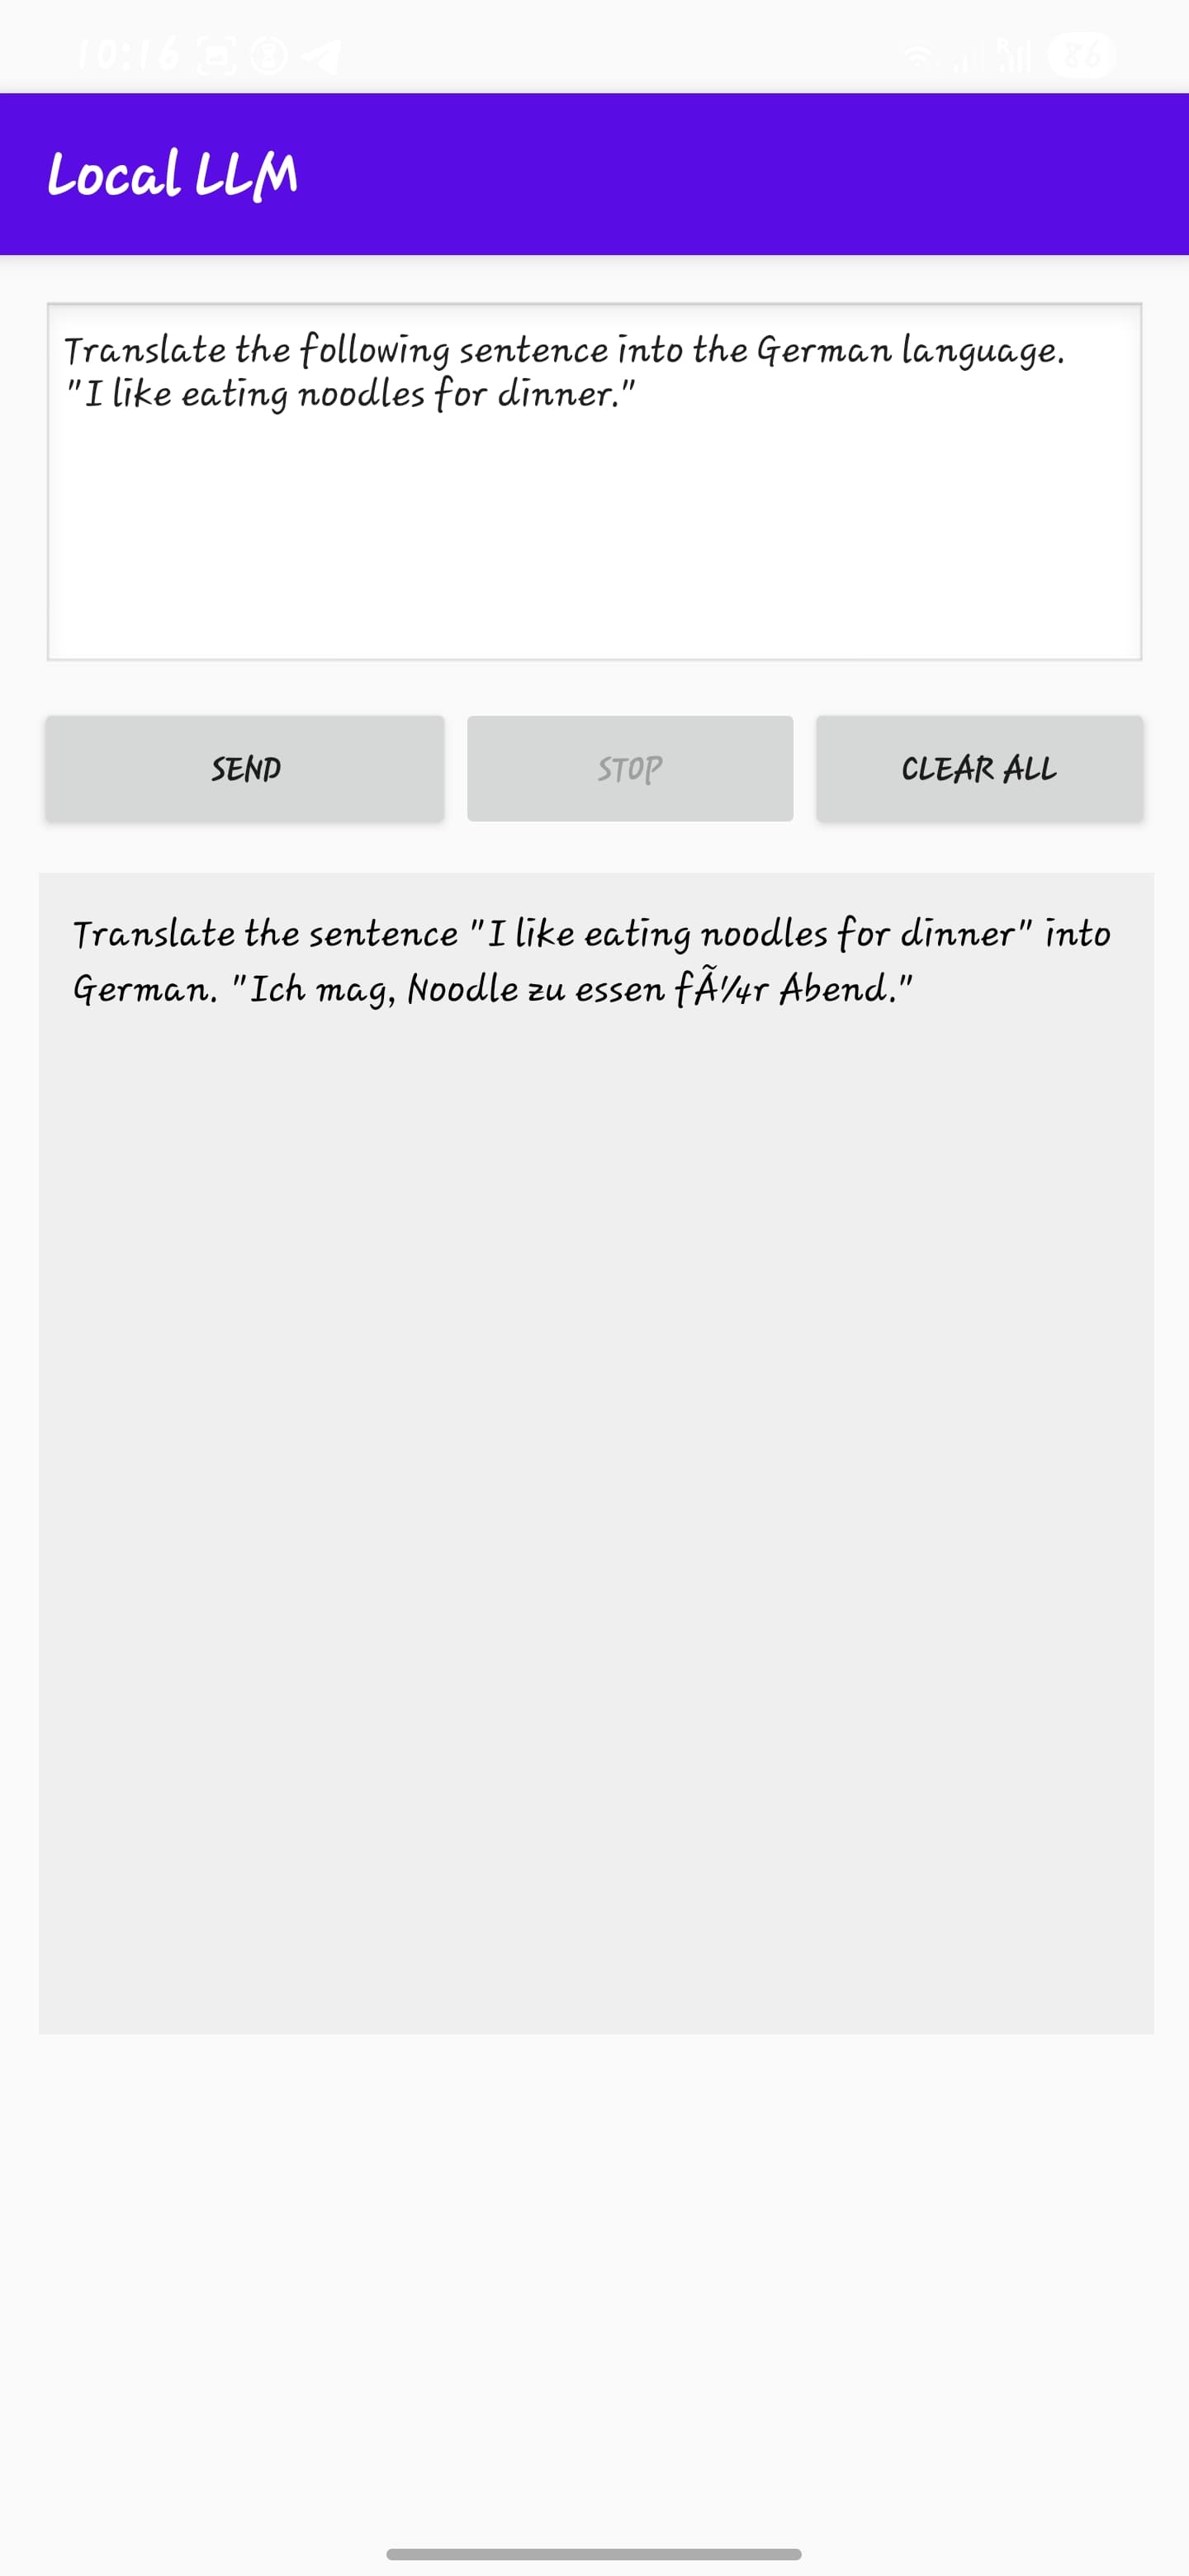 10:16
86
Local LLM
Translate the following sentence into the German language.
"I like eating noodles for dinner."
SEND
STOP
CLEAR ALL
Translate the sentence "I like eating noodles for dinner" into
German. "Ich mag, Noodle zu essen fÃ¼r Abend."